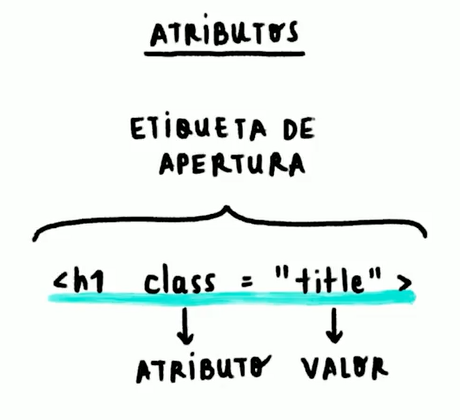 ATRIBUTOS
ETIQUETA DE
APERTURA
<h1 class = "title" >
ATRIBUTO VALOR